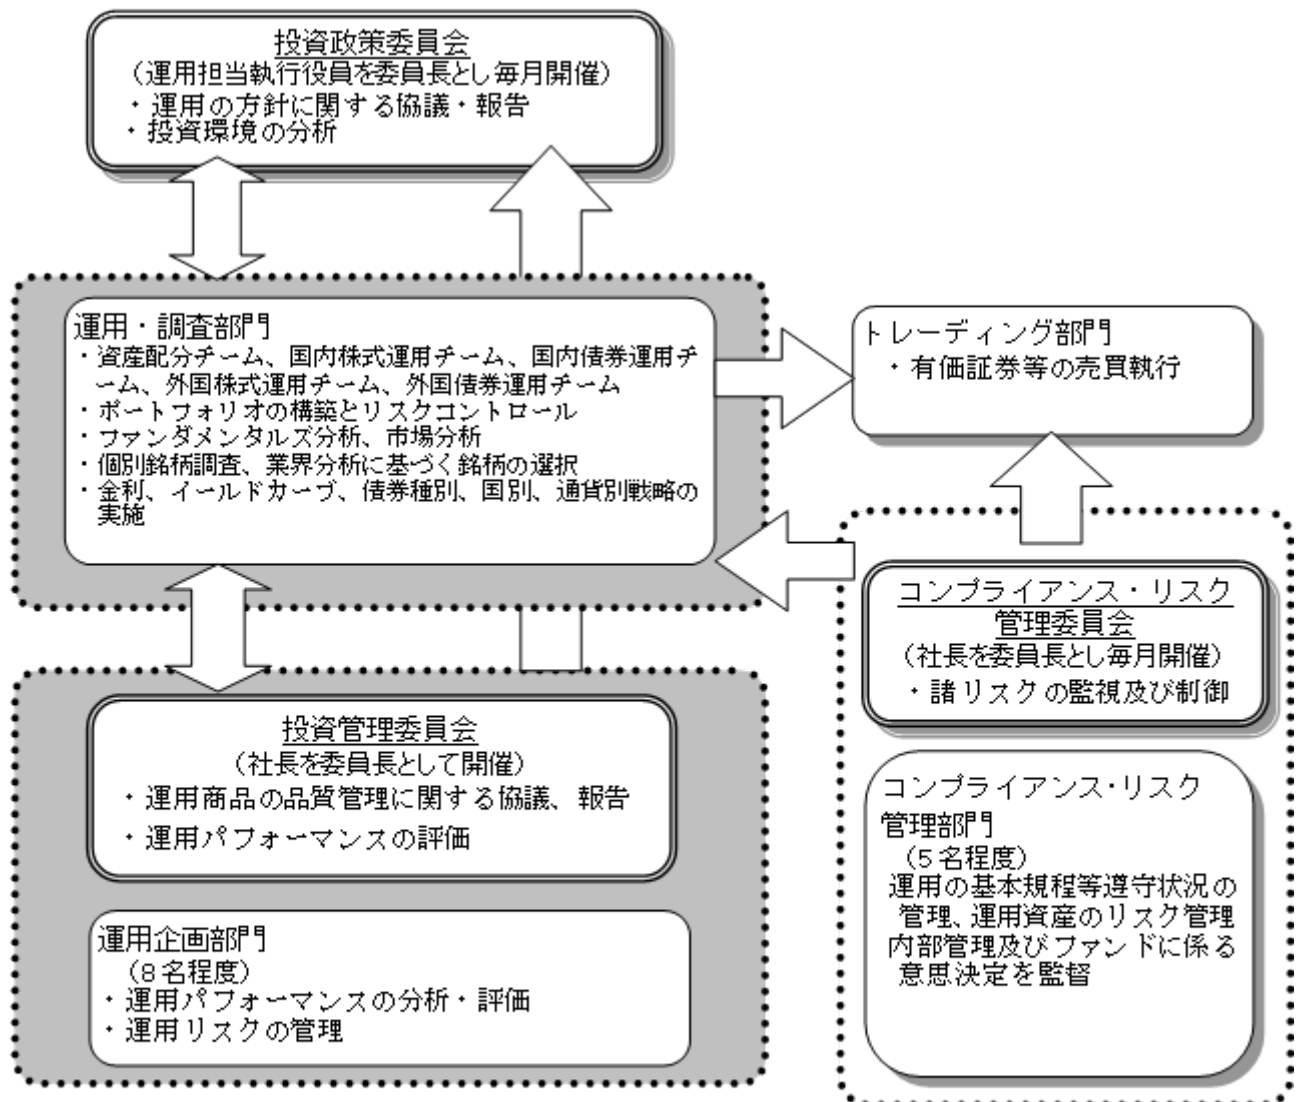 投資政策委員会
（運用担当執行役員を委員長とし毎月開催）
・運用の方針に関する協議・報告
・投資環境の分析
運用・調査部門
・資産配分チーム、国内株式運用チーム、国内債券運用チ
ーム、外国株式運用チーム、外国債券運用チーム
・ポートフォリオの構築とリスクコントロール
・ファンダメンタルズ分析、市場分析
・個別銘柄調査、業界分析に基づく銘柄の選択
・金利、イールドカーブ、債券種別、国別、通貨別戦略の
実施
トレーディング部門
・有価証券等の売買執行
コンプライアンス・リスク
管理委員会
（社長を委員長とし毎月開催）
・諸リスクの監視及び制御
投資管理委員会
（社長を委員長として開催）
・運用商品の品質管理に関する協議、報告
・運用パフォーマンスの評価
コンプライアンス・リスク
管理部門
（5名程度）
運用の基本規程等遵守状況の
管理、運用資産のリスク管理
内部管理及びファンドに係る
意思決定を監督
運用企画部門
（8名程度）
・運用パフォーマンスの分析・評価
・運用リスクの管理